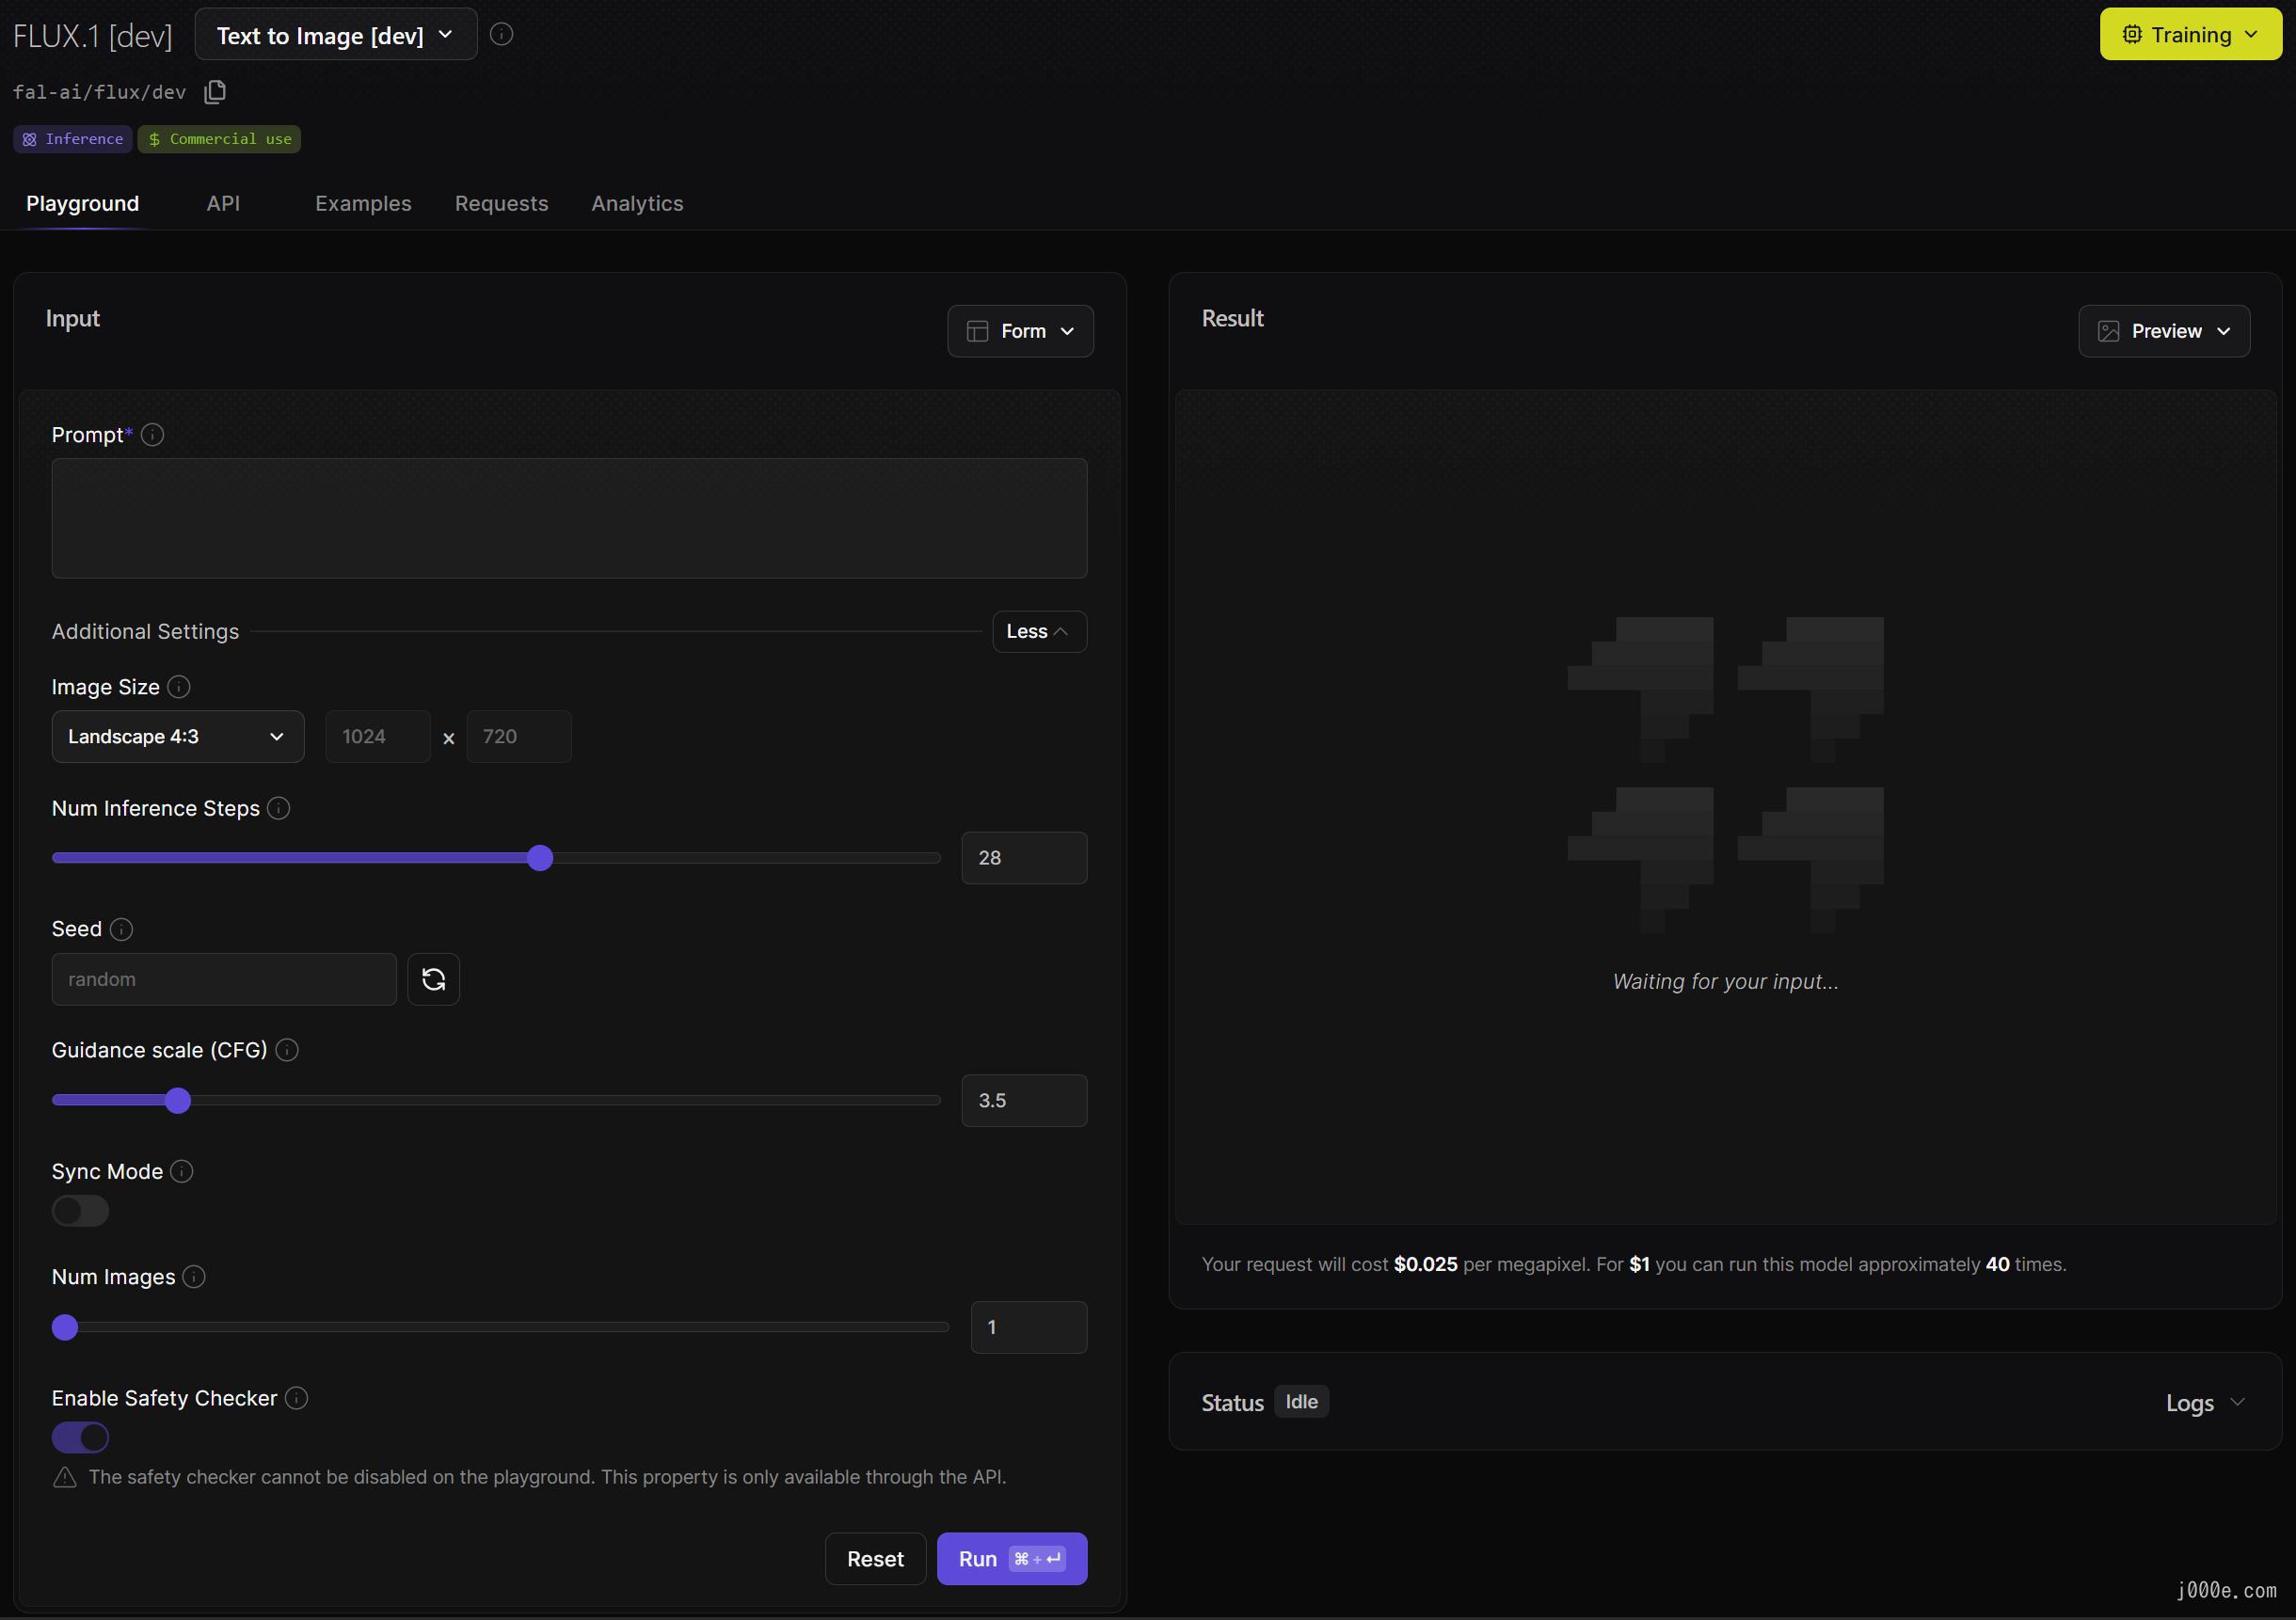 FLUX.1 [dev]
Text to Image [dev]
Training
fal-ai/flux/dev
Inference
$ Commercial use
Playground
API
Examples
Requests
Analytics
Input
Form
Prompt*
Additional Settings
Less
Image Size
Landscape 4:3
1024 x 720
Num Inference Steps
28
Seed
random
Guidance scale (CFG)
3.5
Sync Mode
Num Images
1
Enable Safety Checker
The safety checker cannot be disabled on the playground. This property is only available through the API.
Reset
Run ⌘ + ↵
Result
Preview
Waiting for your input...
Your request will cost $0.025 per megapixel. For $1 you can run this model approximately 40 times.
Status Idle
Logs
j000e.com